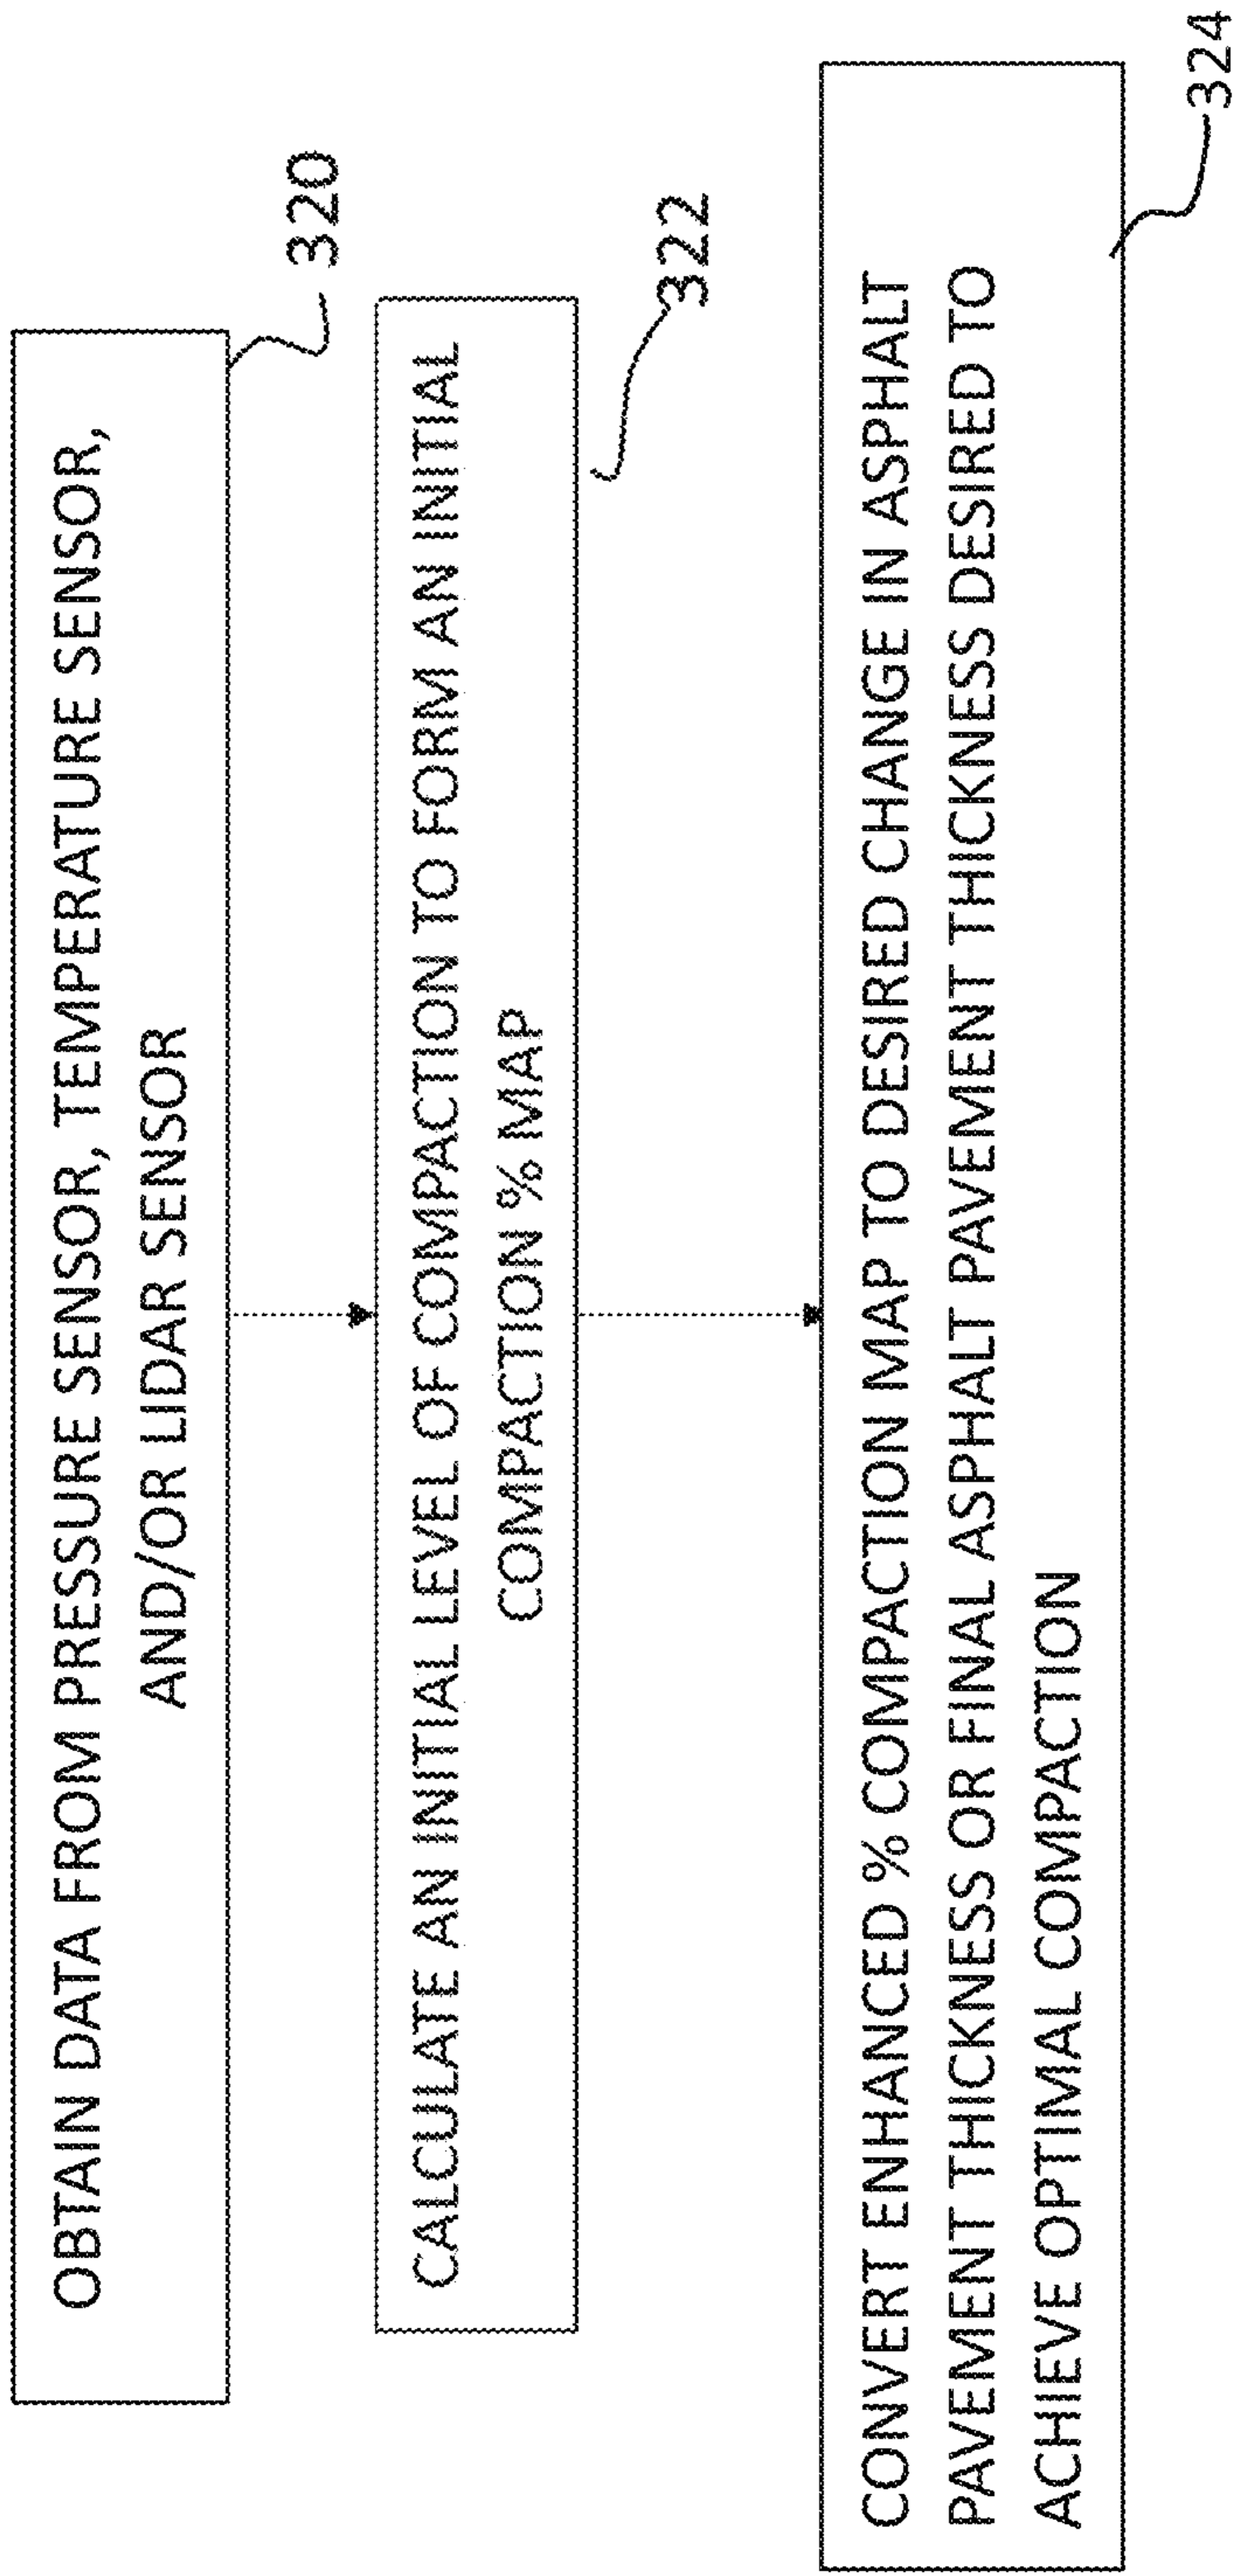 OBTAIN DATA FROM PRESSURE SENSOR, TEMPERATURE SENSOR,
AND/OR LIDAR SENSOR
320
CALCULATE AN INITIAL LEVEL OF COMPACTION TO FORM AN INITIAL
COMPACTION % MAP
322
CONVERT ENHANCED % COMPACTION MAP TO DESIRED CHANGE IN ASPHALT
PAVEMENT THICKNESS OR FINAL ASPHALT PAVEMENT THICKNESS DESIRED TO
ACHIEVE OPTIMAL COMPACTION
324